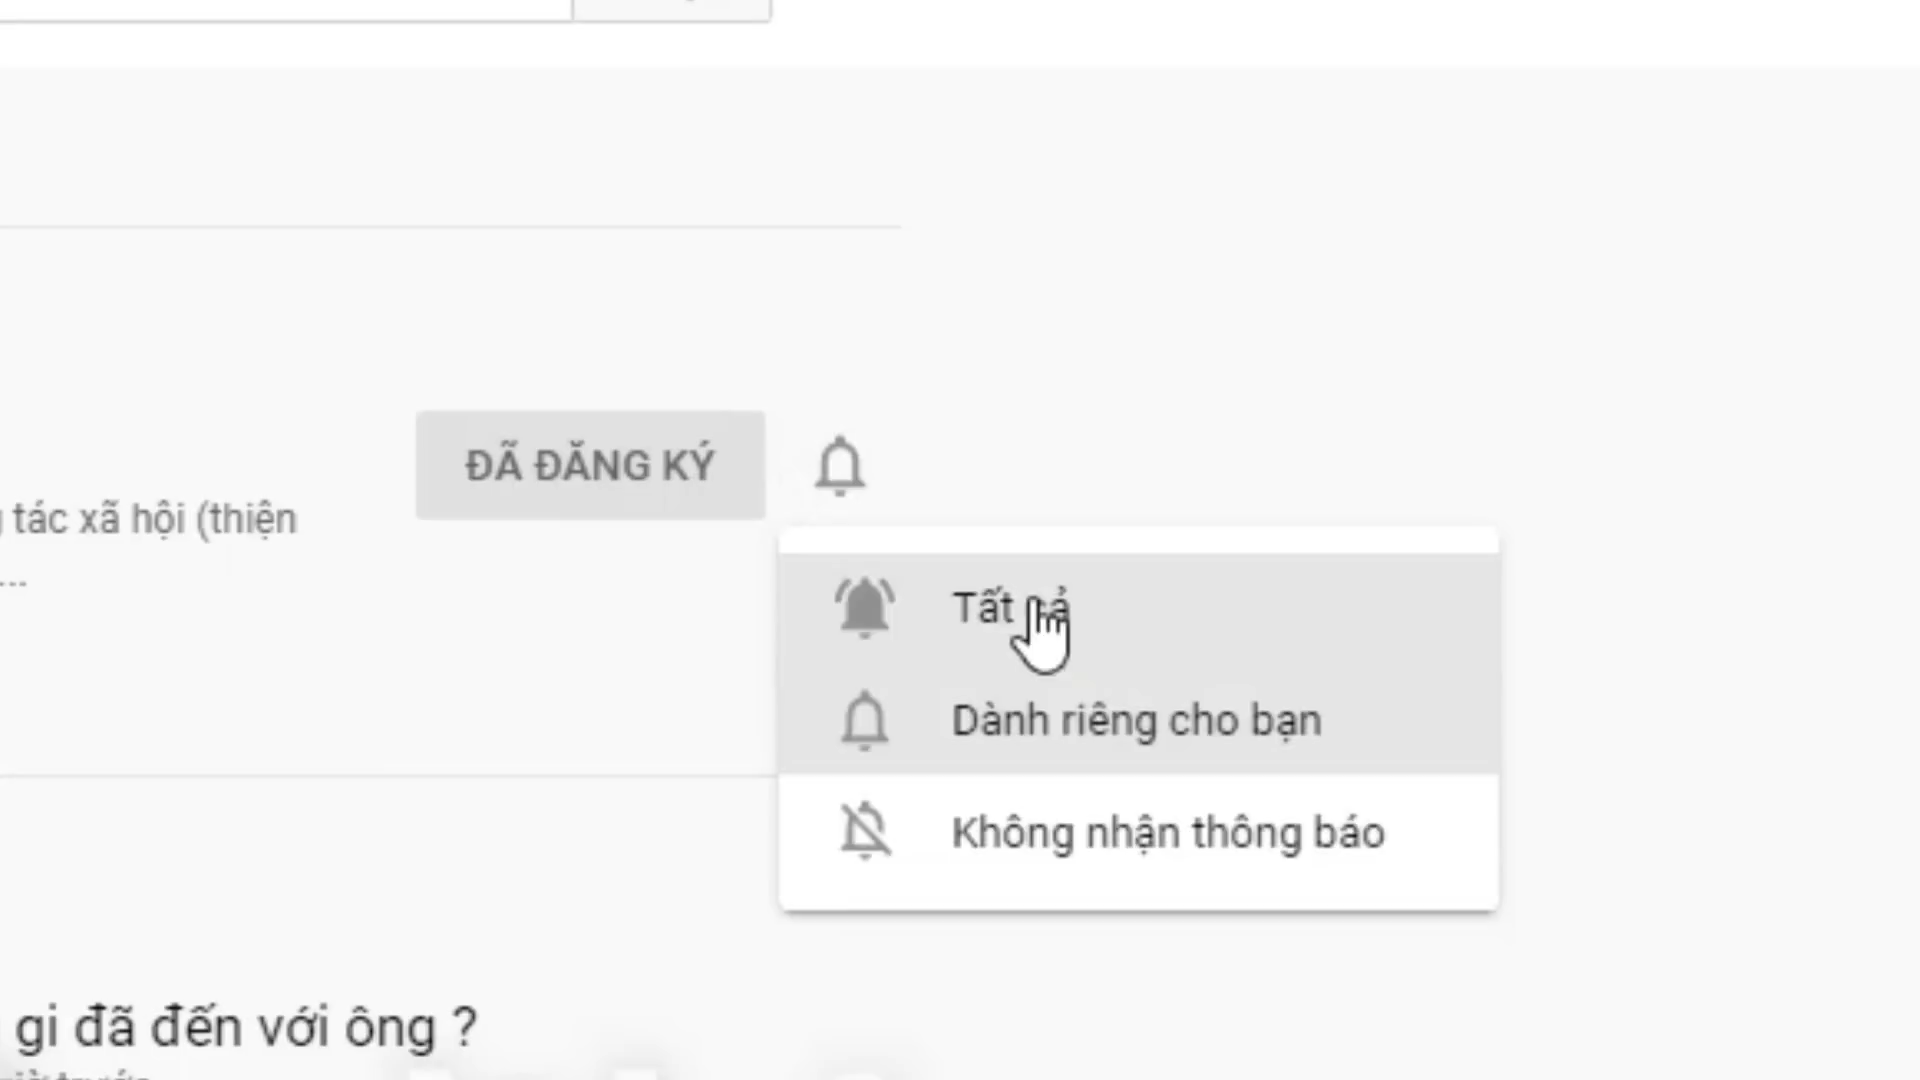 ĐÃ ĐĂNG KÝ
tác xã hội (thiện
...
Tất cả
Dành riêng cho bạn
Không nhận thông báo
gi đã đến với ông ?